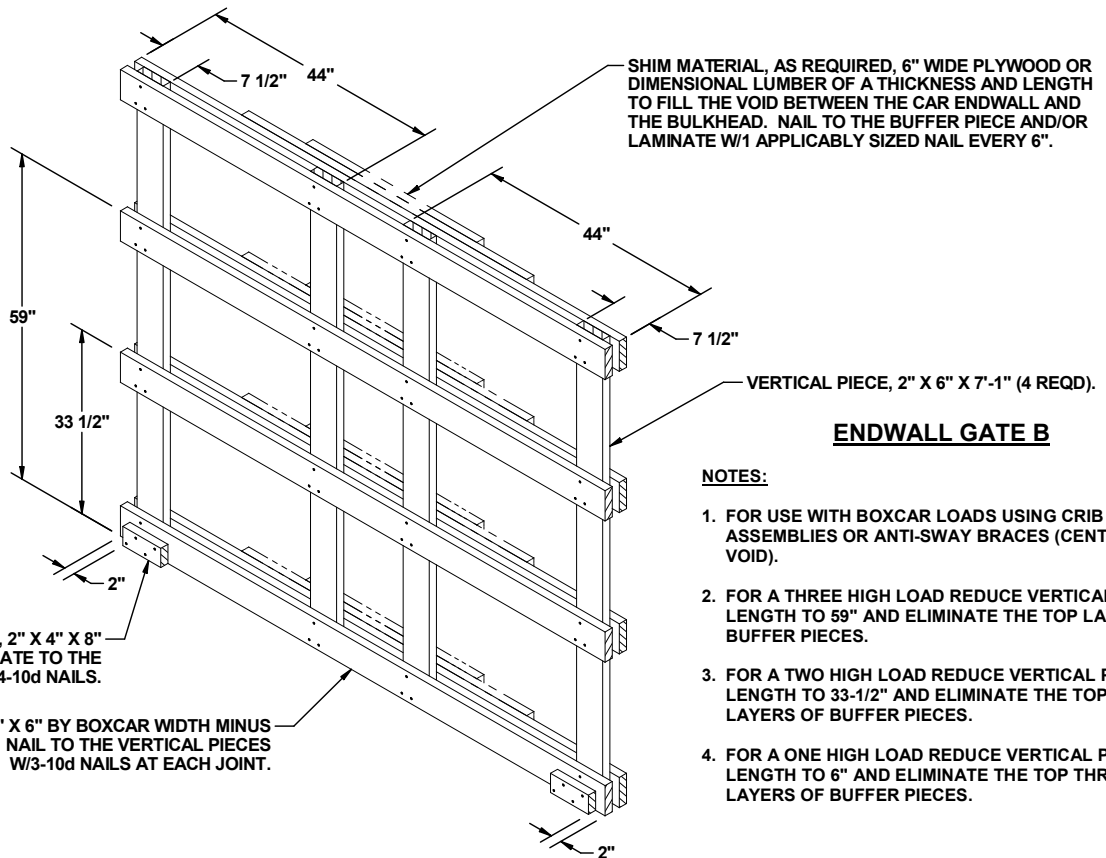 44"
7 1/2"
SHIM MATERIAL, AS REQUIRED, 6" WIDE PLYWOOD OR
DIMENSIONAL LUMBER OF A THICKNESS AND LENGTH
TO FILL THE VOID BETWEEN THE CAR ENDWALL AND
THE BULKHEAD.  NAIL TO THE BUFFER PIECE AND/OR
LAMINATE W/1 APPLICABLY SIZED NAIL EVERY 6".
44"
59"
7 1/2"
33 1/2"
VERTICAL PIECE, 2" X 6" X 7'-1" (4 REQD).
ENDWALL GATE B
NOTES:
1. FOR USE WITH BOXCAR LOADS USING CRIB
ASSEMBLIES OR ANTI-SWAY BRACES (CENT
VOID).
2. FOR A THREE HIGH LOAD REDUCE VERTICAL
LENGTH TO 59" AND ELIMINATE THE TOP LA
BUFFER PIECES.
3. FOR A TWO HIGH LOAD REDUCE VERTICAL P
LENGTH TO 33-1/2" AND ELIMINATE THE TOP
LAYERS OF BUFFER PIECES.
4. FOR A ONE HIGH LOAD REDUCE VERTICAL P
LENGTH TO 6" AND ELIMINATE THE TOP THR
LAYERS OF BUFFER PIECES.
2"
, 2" X 4" X 8"
ATE TO THE
4-10d NAILS.
" X 6" BY BOXCAR WIDTH MINUS
NAIL TO THE VERTICAL PIECES
W/3-10d NAILS AT EACH JOINT.
2"